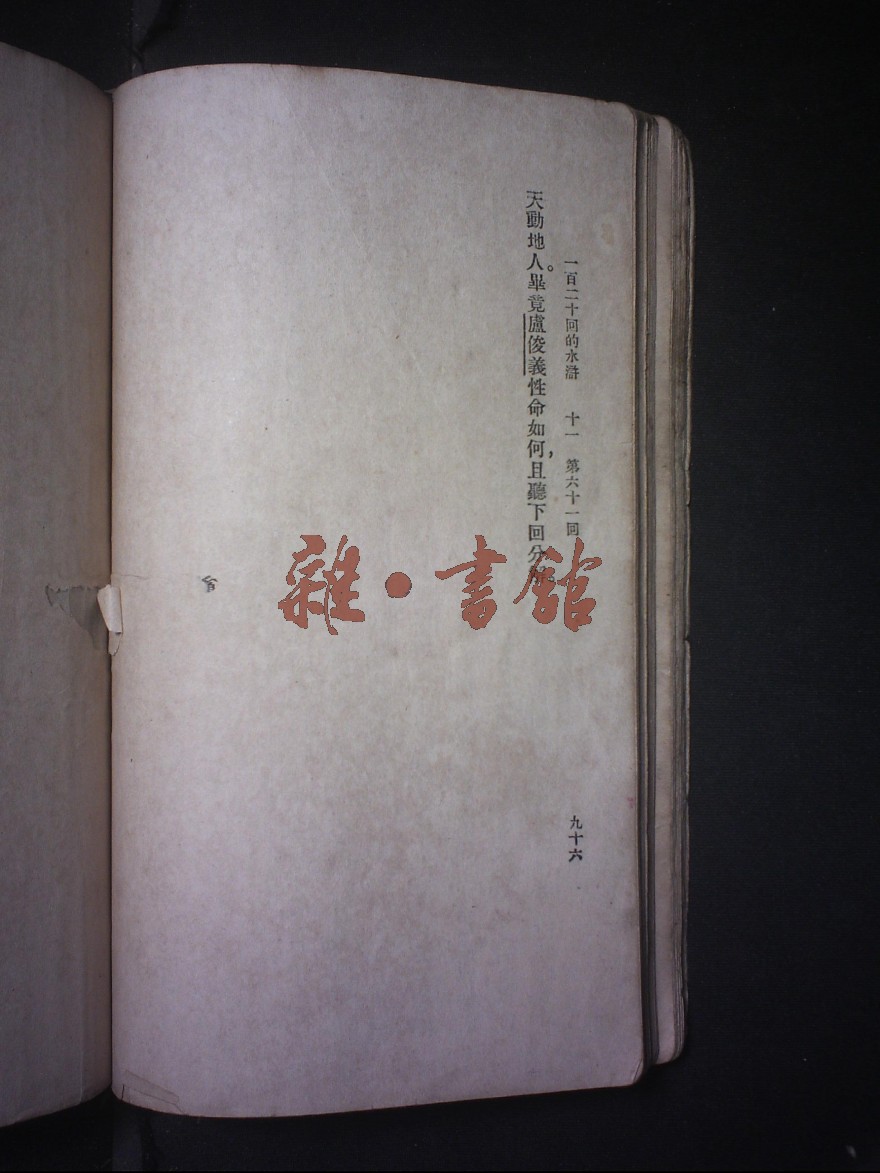 一百二十回的水滸　十一　第六十一回　九十六
天動地人。畢竟盧俊義性命如何，且聽下回分解。
雜・書館